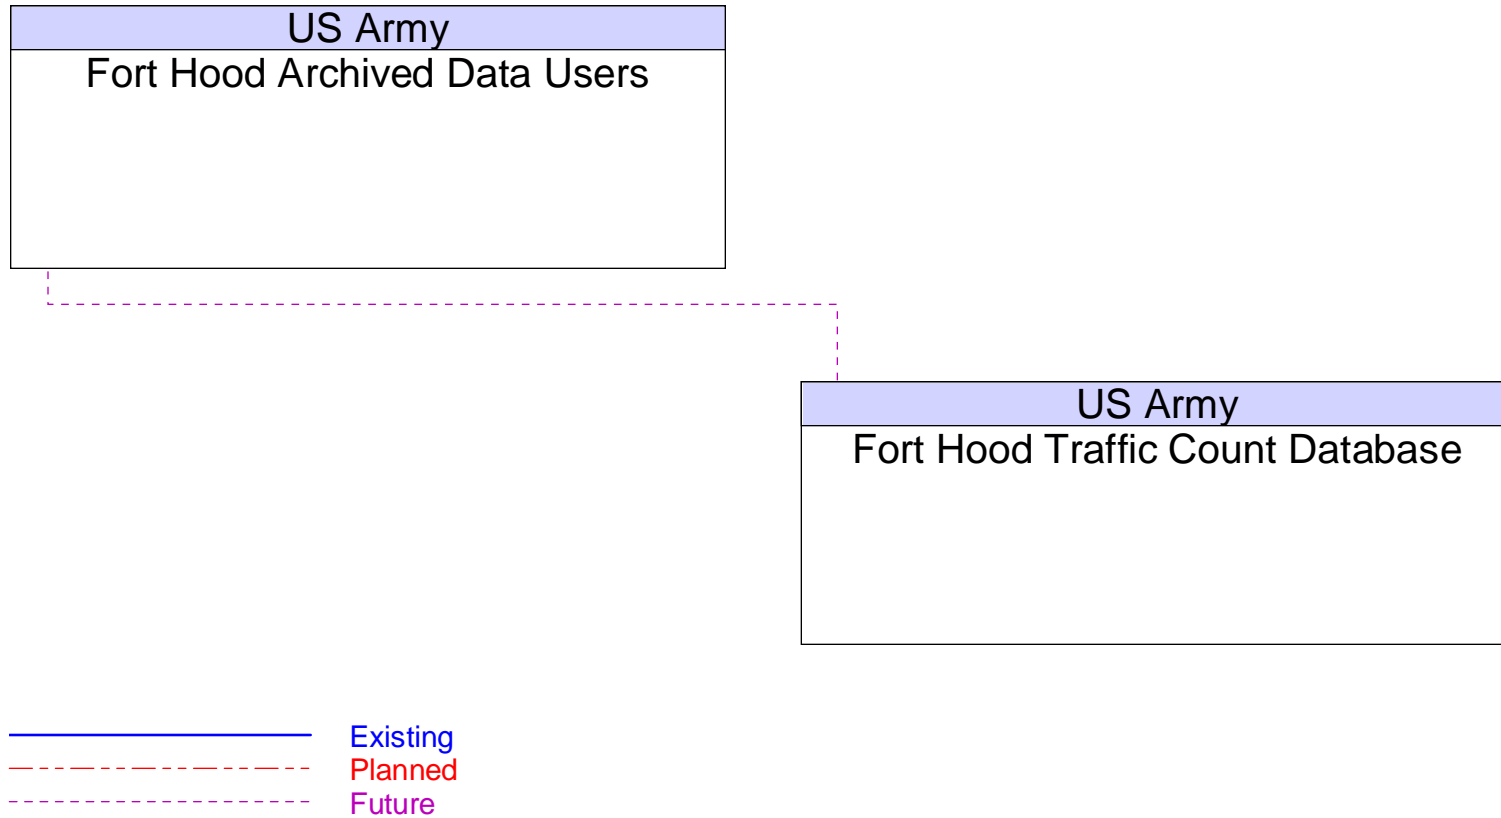 US Army
Fort Hood Archived Data Users
US Army
Fort Hood Traffic Count Database
Existing
Planned
Future